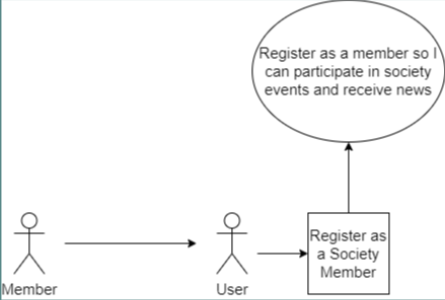 Register as a member so I
can participate in society
events and receive news
Register as
a Society
Member
Member
User